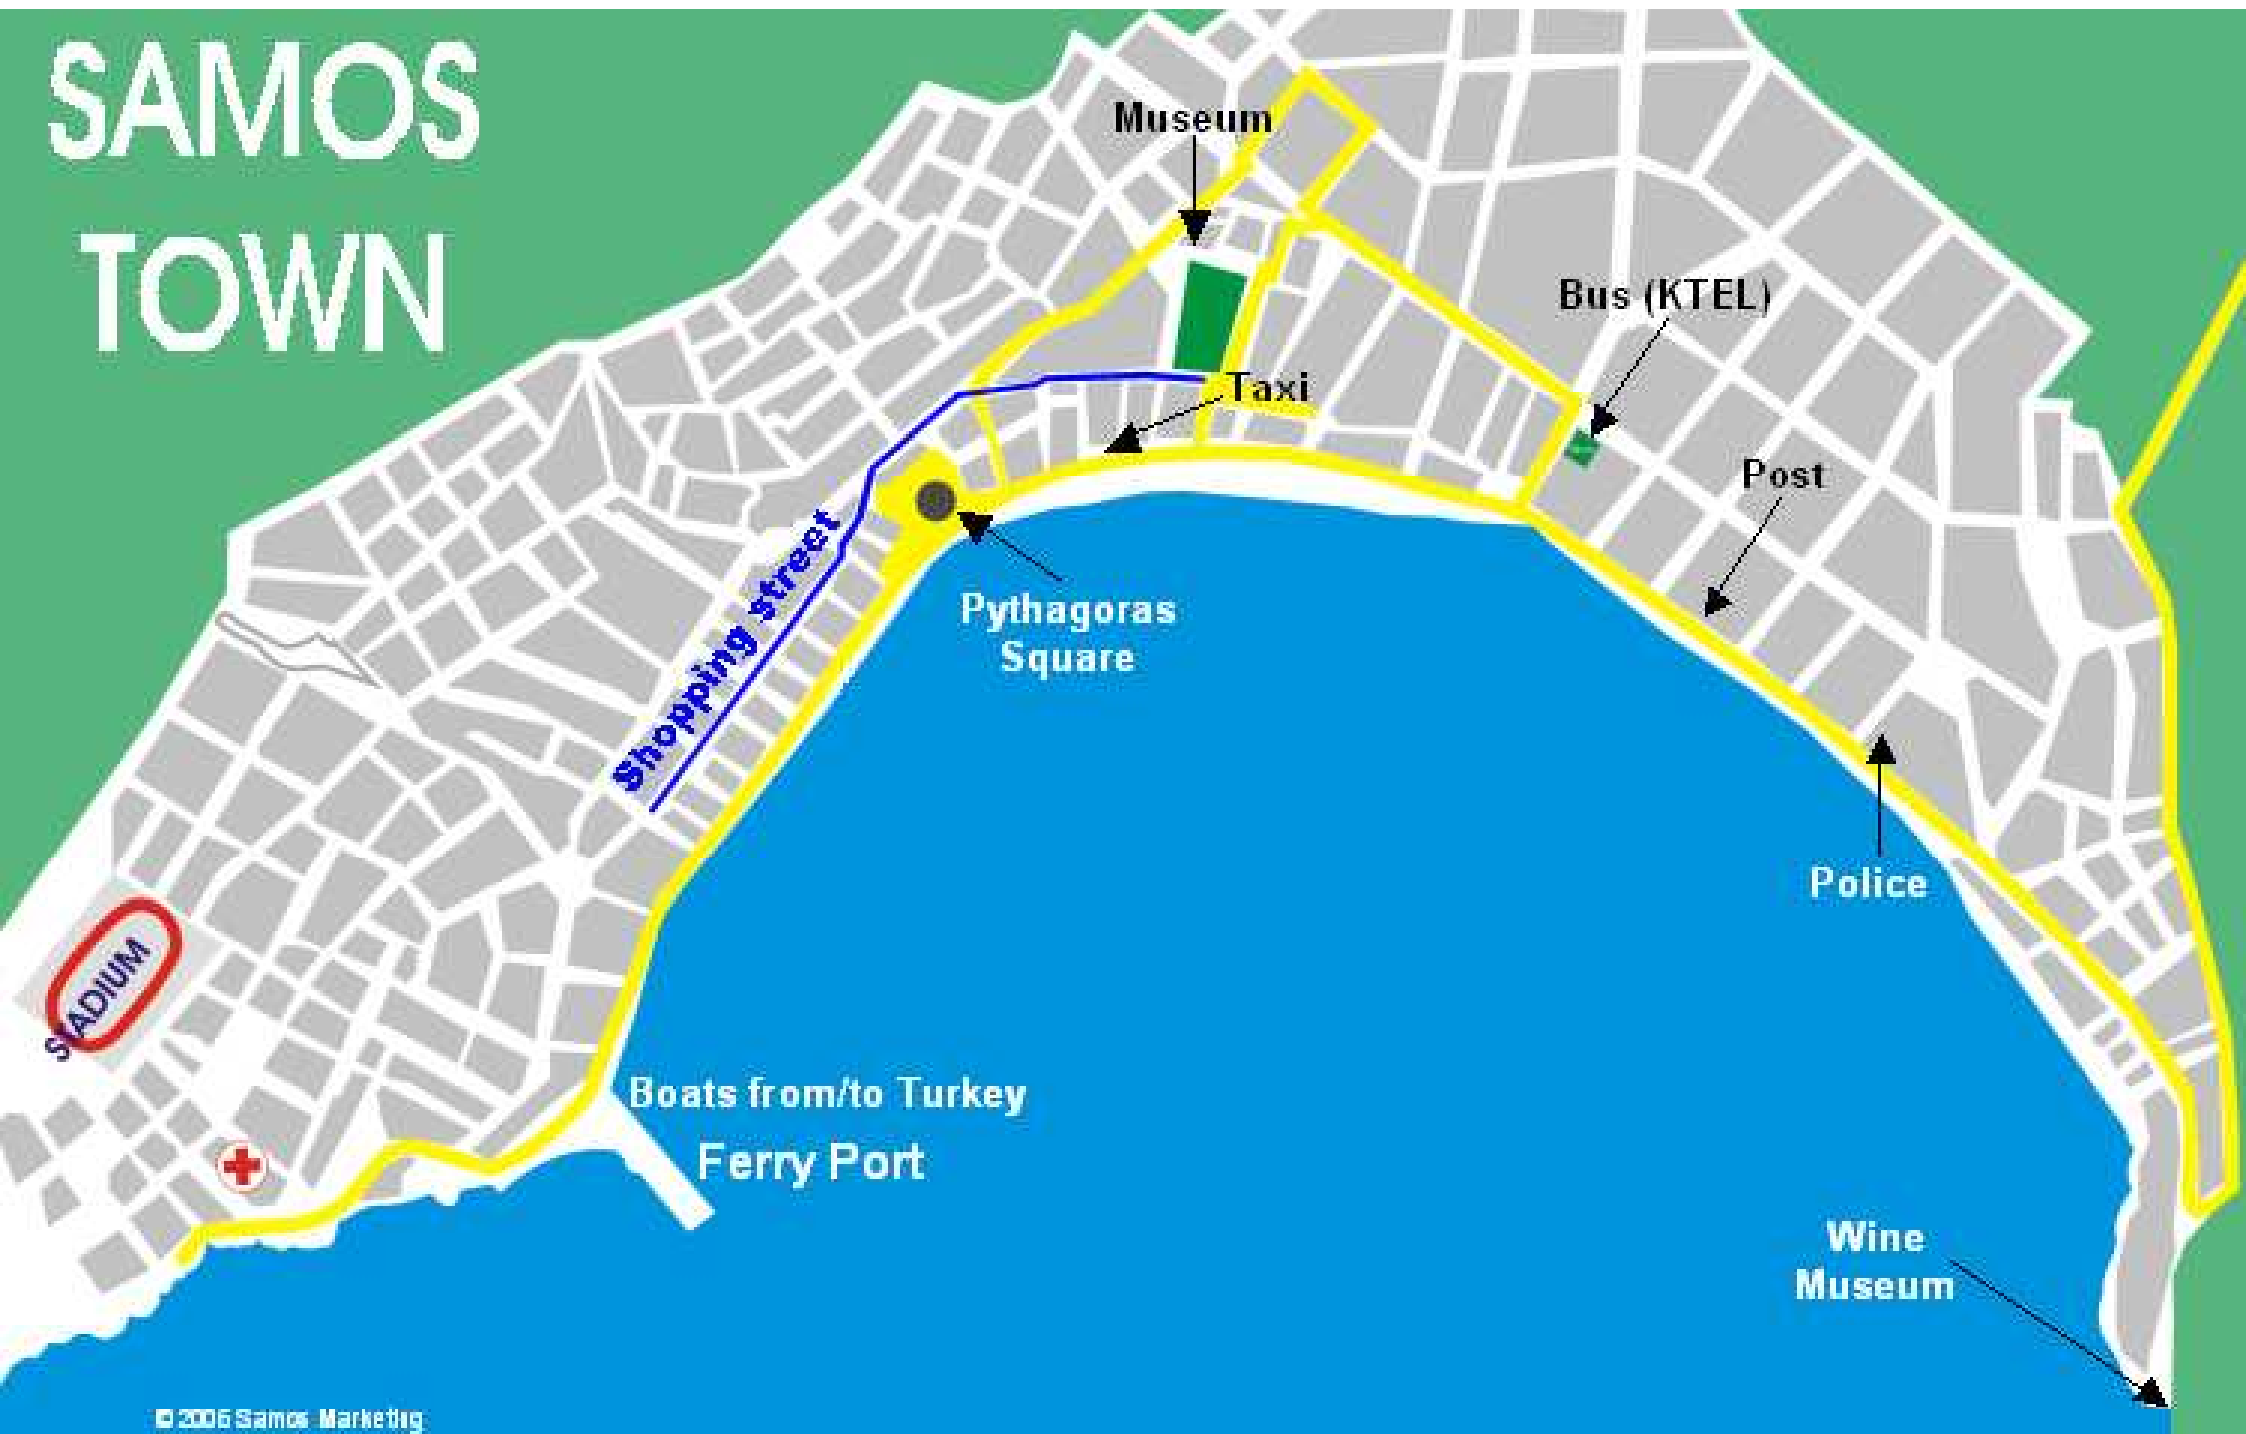 SAMOS
TOWN
Museum
Bus (KTEL)
Taxi
Post
Pythagoras
Square
Shopping street
Police
STADIUM
Boats from/to Turkey
Ferry Port
Wine
Museum
© 2006 Samos Marketing